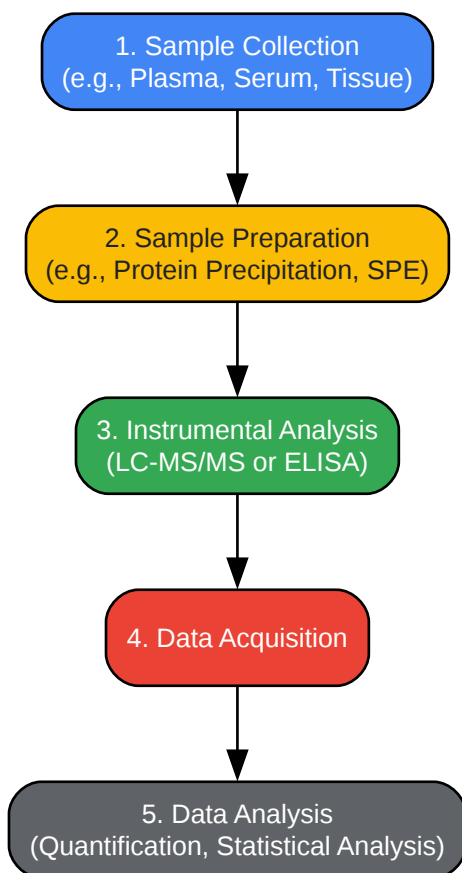 1. Sample Collection
(e.g., Plasma, Serum, Tissue)
2. Sample Preparation
(e.g., Protein Precipitation, SPE)
3. Instrumental Analysis
(LC-MS/MS or ELISA)
4. Data Acquisition
5. Data Analysis
(Quantification, Statistical Analysis)